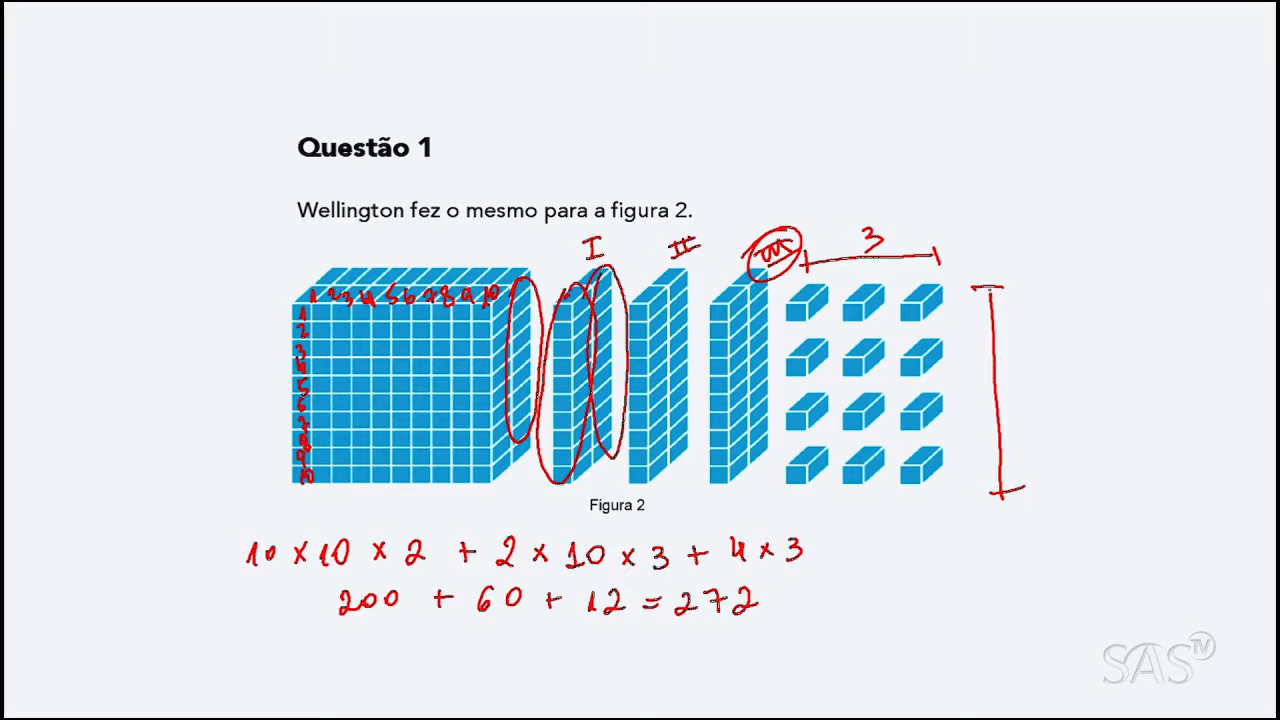 Questão 1
Wellington fez o mesmo para a figura 2.
I II III 3
1 2 3 4 5 6 7 8 9 10
1
2
3
4
5
6
7
8
9
10
Figura 2
10 × 10 × 2 + 2 × 10 × 3 + 4 × 3
200 + 60 + 12 = 272
SAS TV